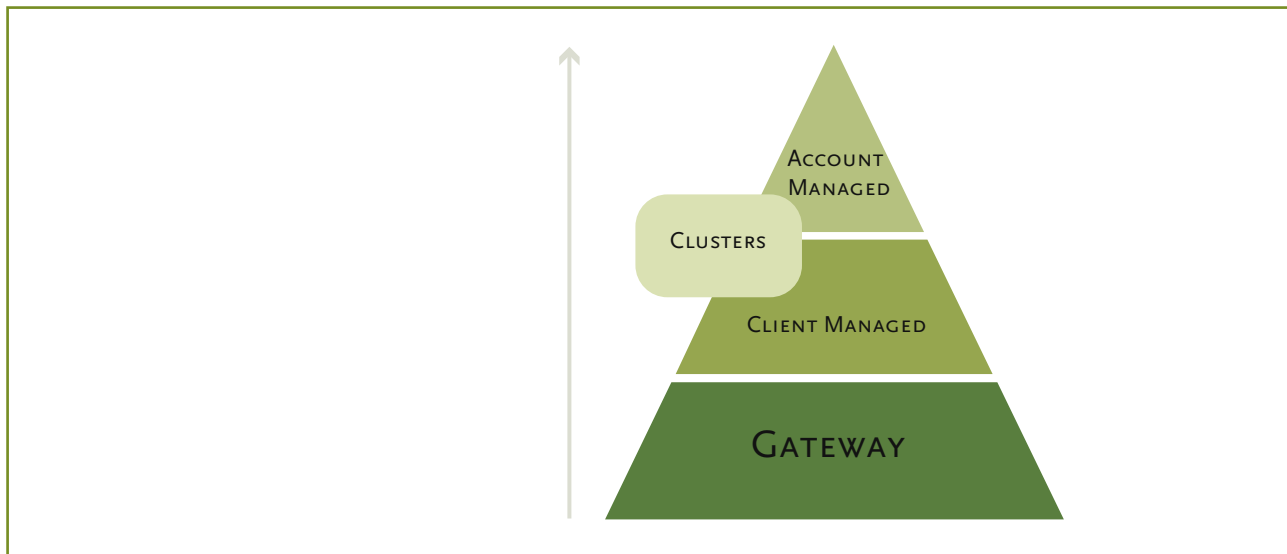 Account
Managed
Clusters
Client Managed
Gateway